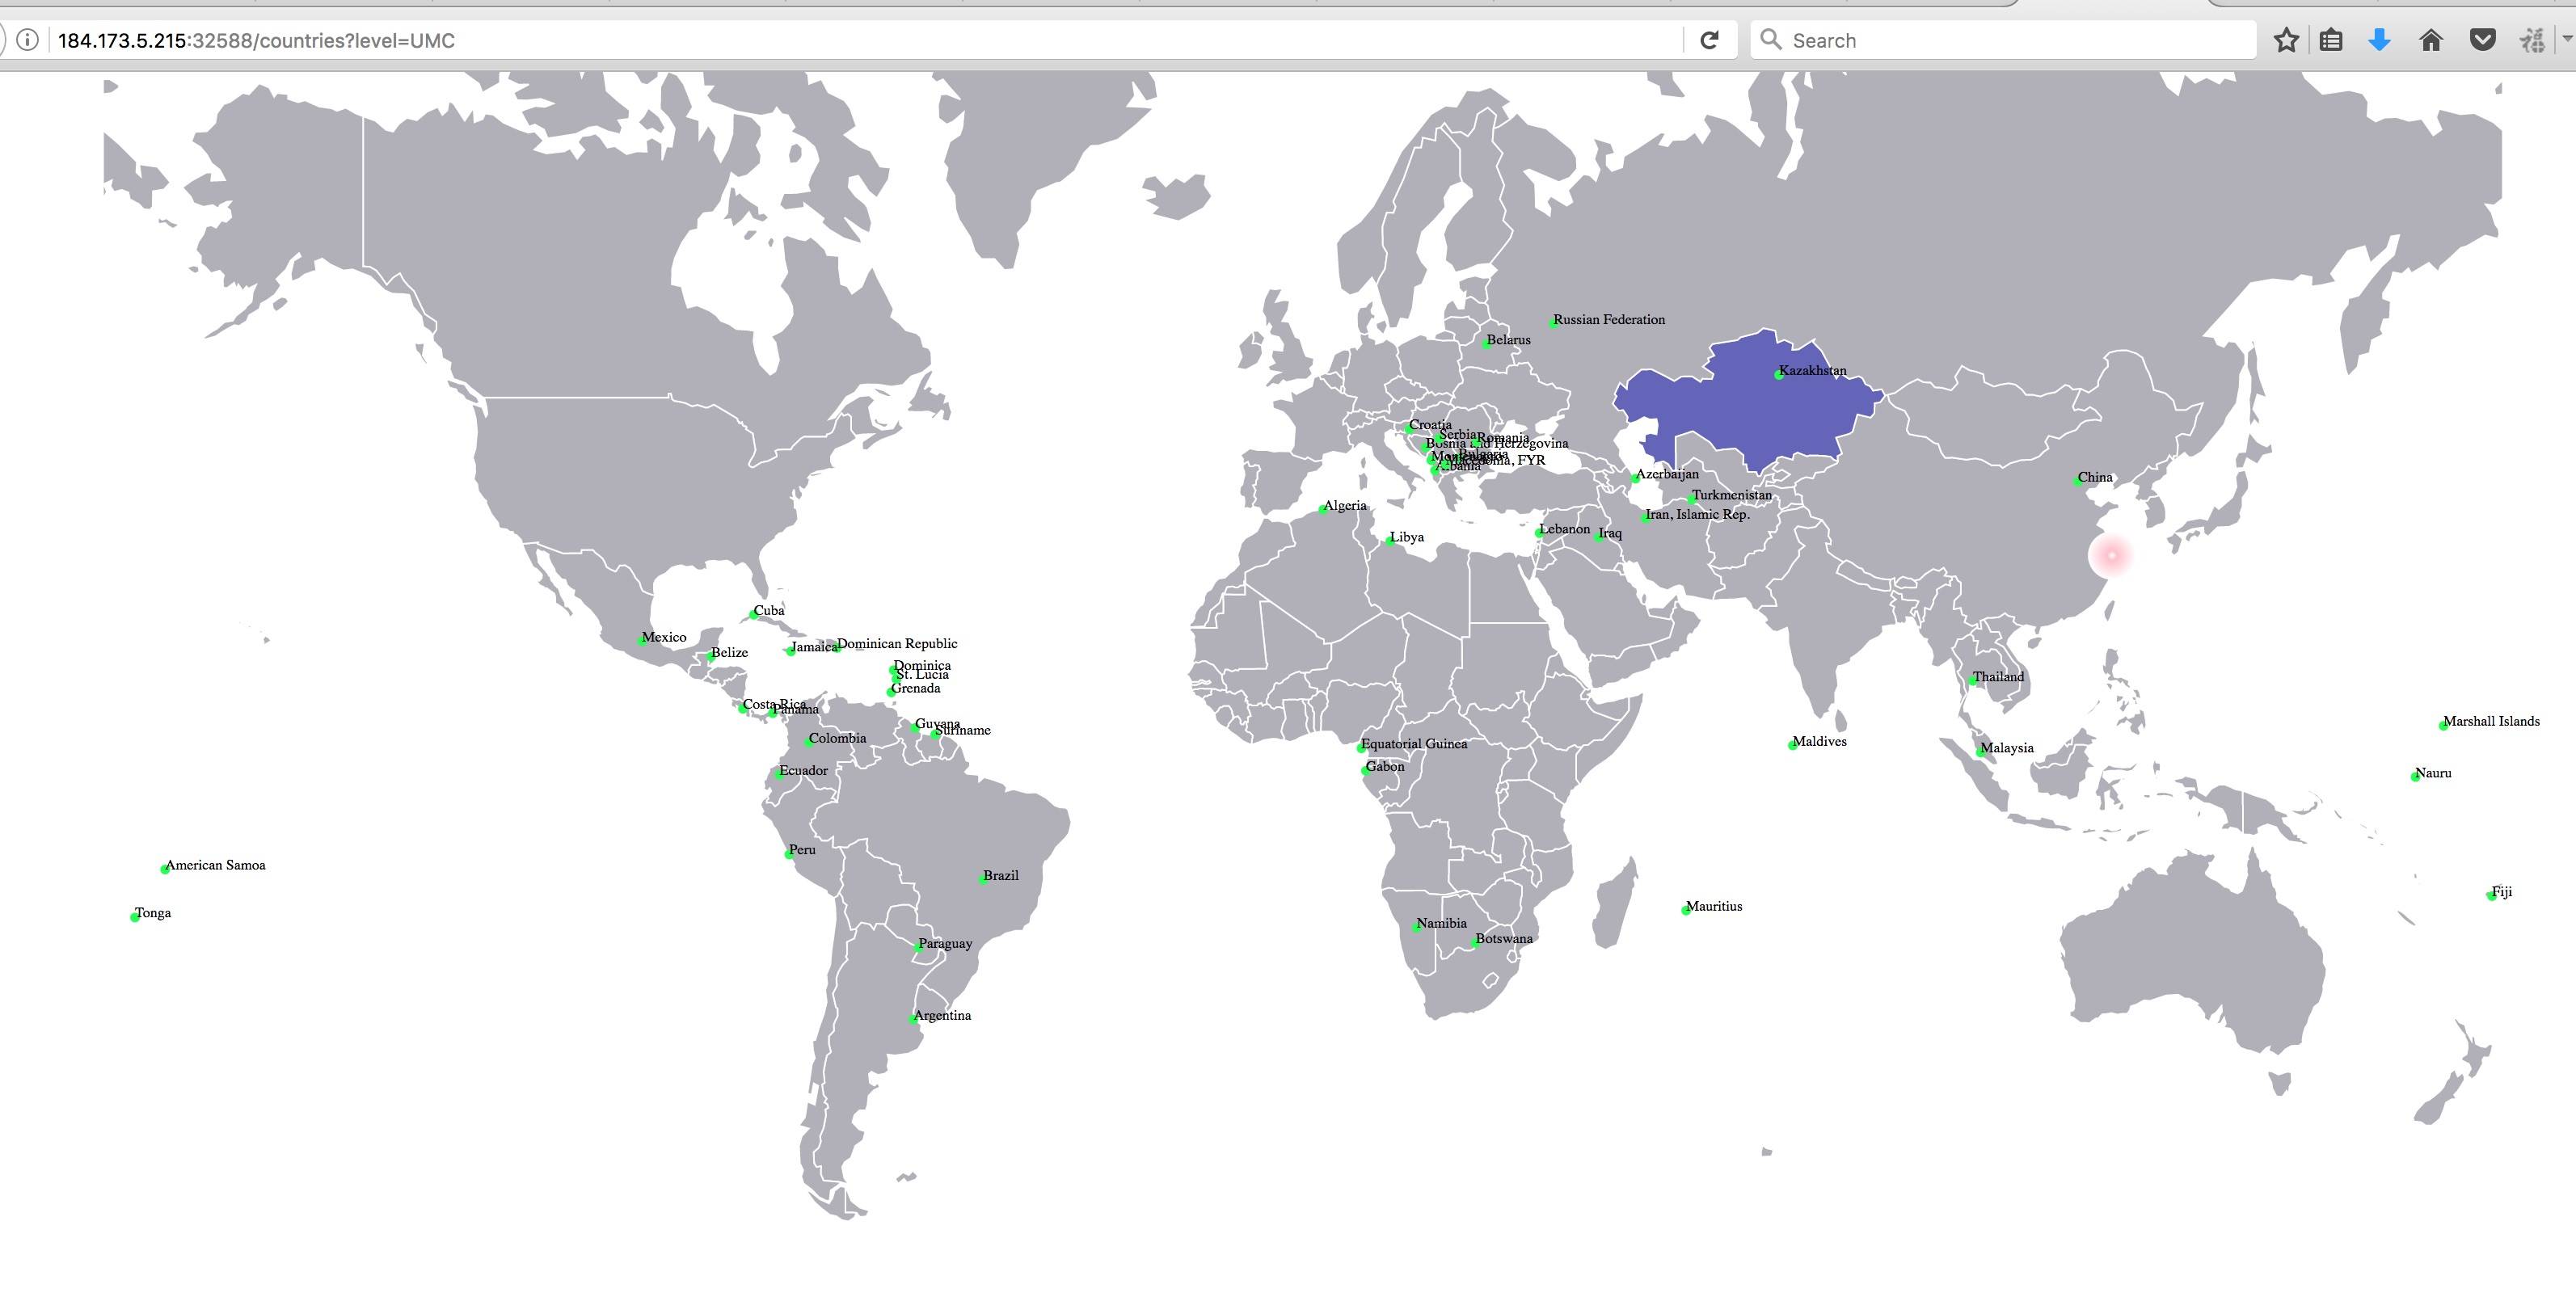 184.173.5.215:32588/countries?level=UMC
Search
Russian Federation
Belarus
Kazakhstan
Croatia
Serbia
Romania
Bosnia and Herzegovina
Bulgaria
Macedonia, FYR
Albania
Azerbaijan
China
Turkmenistan
Algeria
Iran, Islamic Rep.
Lebanon
Iraq
Libya
Cuba
Mexico
Jamaica
Dominican Republic
Belize
Dominica
St. Lucia
Thailand
Grenada
Costa Rica
Panama
Marshall Islands
Guyana
Suriname
Colombia
Maldives
Equatorial Guinea
Malaysia
Gabon
Ecuador
Nauru
Peru
American Samoa
Brazil
Fiji
Mauritius
Tonga
Namibia
Botswana
Paraguay
Argentina